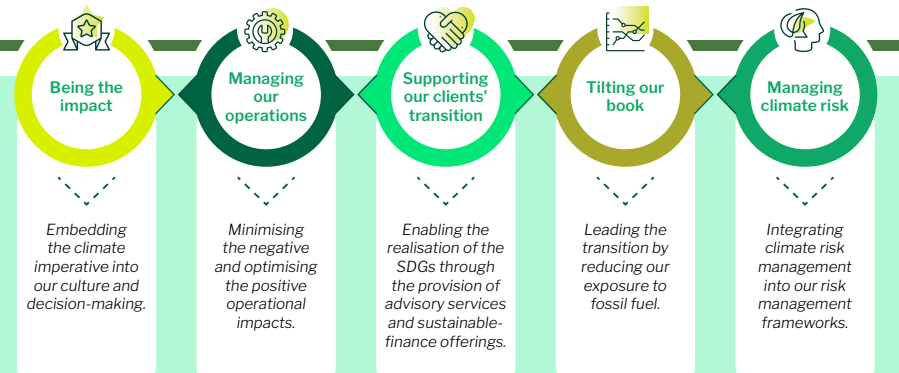 Being the
impact
Embedding
the climate
imperative into
our culture and
decision-making.
Managing
our
operations
Minimising
the negative
and optimising
the positive
operational
impacts.
Supporting
our clients’
transition
Enabling the
realisation of the
SDGs through
the provision of
advisory services
and sustainable-
finance offerings.
Tilting our
book
Leading the
transition by
reducing our
exposure to
fossil fuel.
Managing
climate risk
Integrating
climate risk
management
into our risk
management
frameworks.